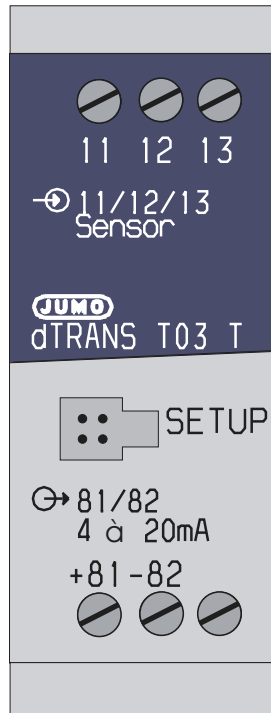 11 12 13
11/12/13
Sensor
JUMO
dTRANS T03 T
SETUP
81/82
4 à 20mA
+81 -82